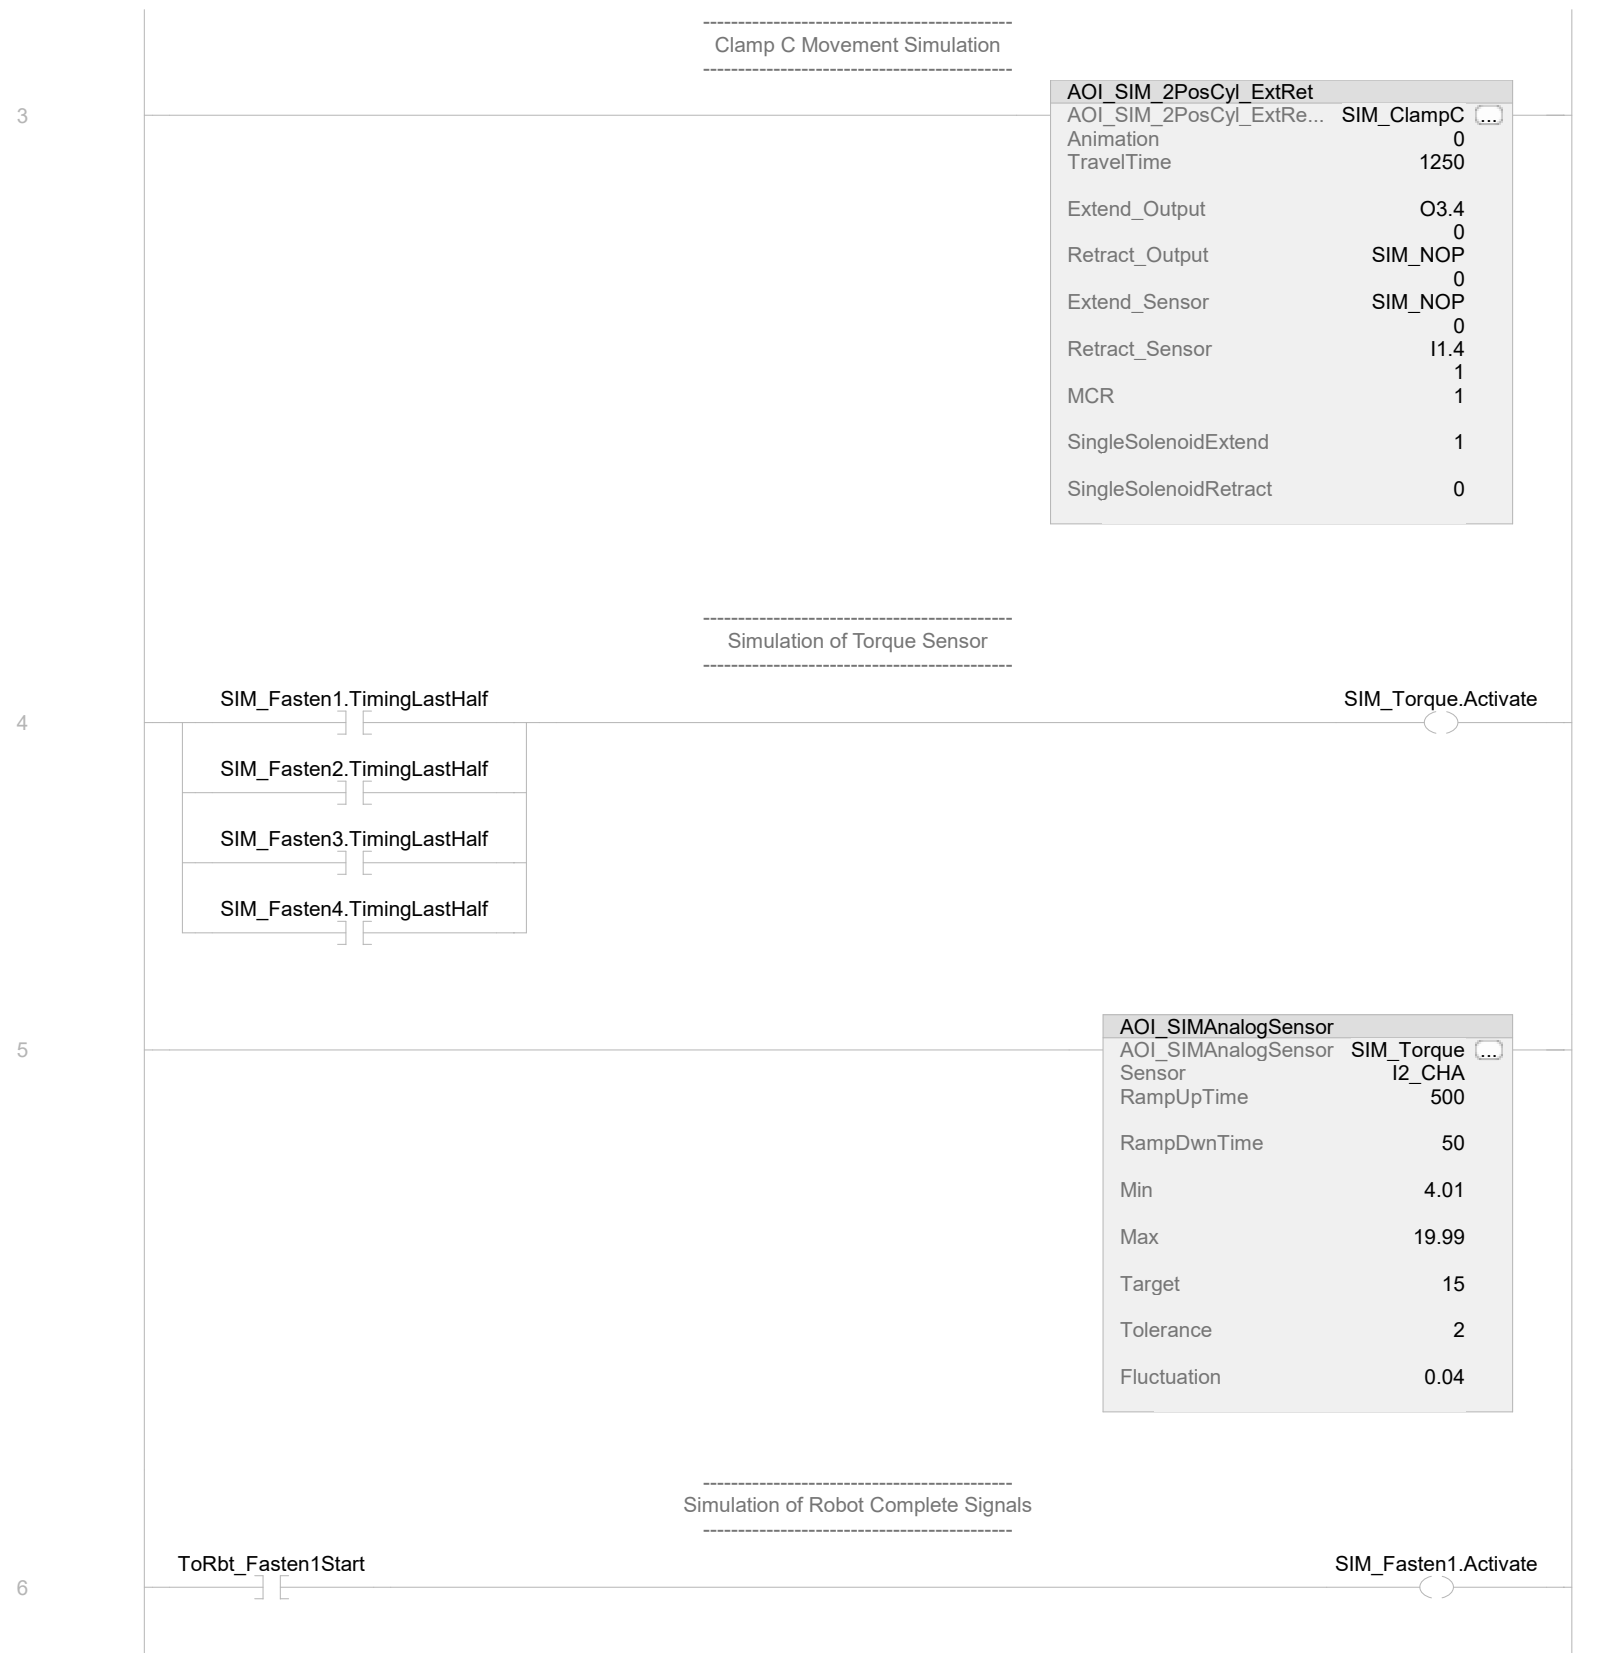 --------------------------------------------
Clamp C Movement Simulation
--------------------------------------------
AOI_SIM_2PosCyl_ExtRet
3
AOI_SIM_2PosCyl_ExtRe... SIM_ClampC ...
Animation 0
TravelTime 1250
Extend_Output O3.4
0
Retract_Output SIM_NOP
0
Extend_Sensor SIM_NOP
0
Retract_Sensor I1.4
1
MCR 1
SingleSolenoidExtend 1
SingleSolenoidRetract 0
--------------------------------------------
Simulation of Torque Sensor
--------------------------------------------
SIM_Fasten1.TimingLastHalf SIM_Torque.Activate
4
SIM_Fasten2.TimingLastHalf
SIM_Fasten3.TimingLastHalf
SIM_Fasten4.TimingLastHalf
AOI_SIMAnalogSensor
5
AOI_SIMAnalogSensor SIM_Torque ...
Sensor I2_CHA
RampUpTime 500
RampDwnTime 50
Min 4.01
Max 19.99
Target 15
Tolerance 2
Fluctuation 0.04
--------------------------------------------
Simulation of Robot Complete Signals
--------------------------------------------
ToRbt_Fasten1Start SIM_Fasten1.Activate
6